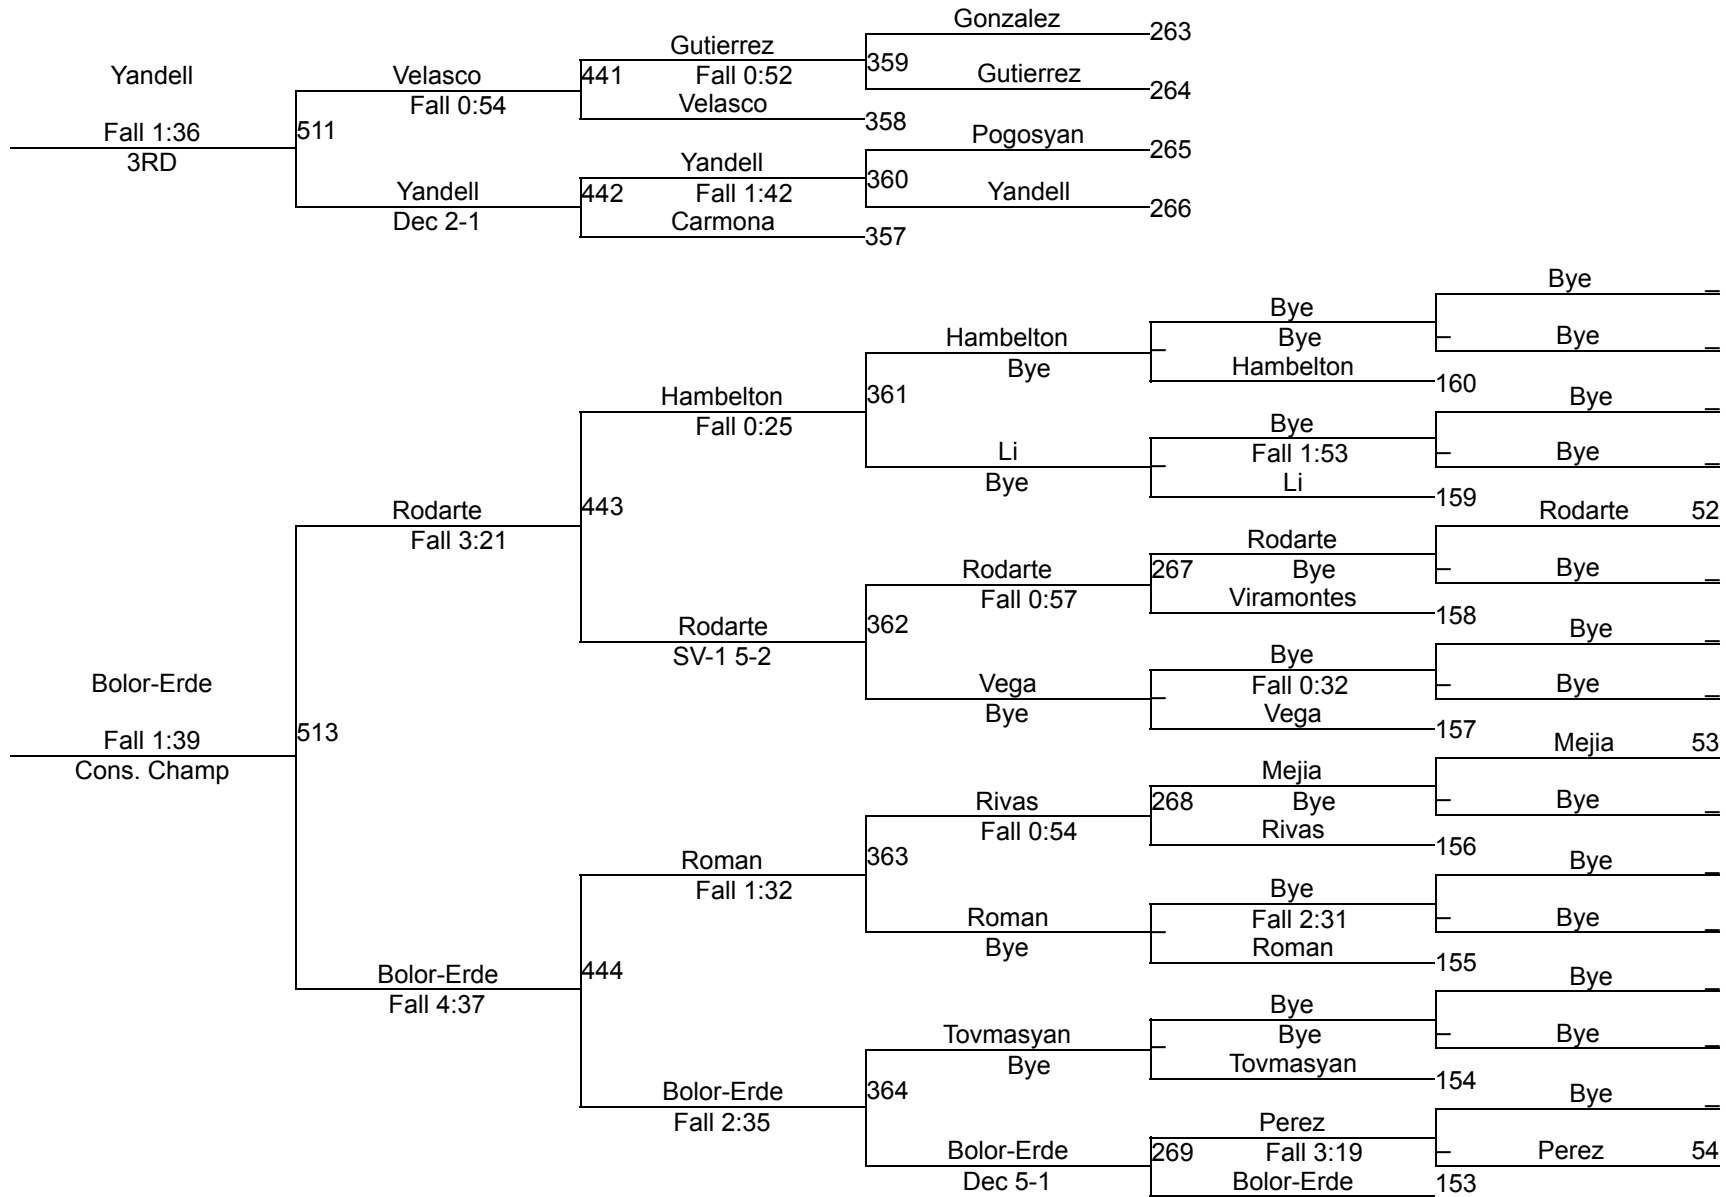 Gonzalez
263
Gutierrez
359
Yandell Velasco 441 Fall 0:52 Gutierrez
Fall 0:54 Velasco 264
358
Fall 1:36 511 Pogosyan 265
3RD Yandell
360
Yandell 442 Fall 1:42 Yandell
Dec 2-1 Carmona 266
357
Bye _
Bye
Hambelton _ Bye Bye _
Bye _ Hambelton
160
Hambelton 361 Bye _
Fall 0:25 Bye
Li _ Fall 1:53 Bye _
Bye _ Li
159
Rodarte 443 Rodarte 52
Fall 3:21 Rodarte
Rodarte 267 Bye _ Bye _
Fall 0:57 Viramontes
158
Rodarte 362 Bye _
SV-1 5-2 Bye
Bolor-Erde Vega _ Fall 0:32 _ Bye _
Bye Vega
157
Fall 1:39 513 Mejia 53
Cons. Champ Mejia
Rivas 268 Bye _ Bye _
Fall 0:54 Rivas
156
Roman 363 Bye _
Fall 1:32 Bye
Roman _ Fall 2:31 _ Bye _
Bye Roman
155
Bolor-Erde 444 Bye _
Fall 4:37 Bye
Tovmasyan _ Bye _ Bye _
Bye Tovmasyan
154
Bolor-Erde 364 Bye _
Fall 2:35 Perez
Bolor-Erde 269 Fall 3:19 _ Perez 54
Dec 5-1 Bolor-Erde
153